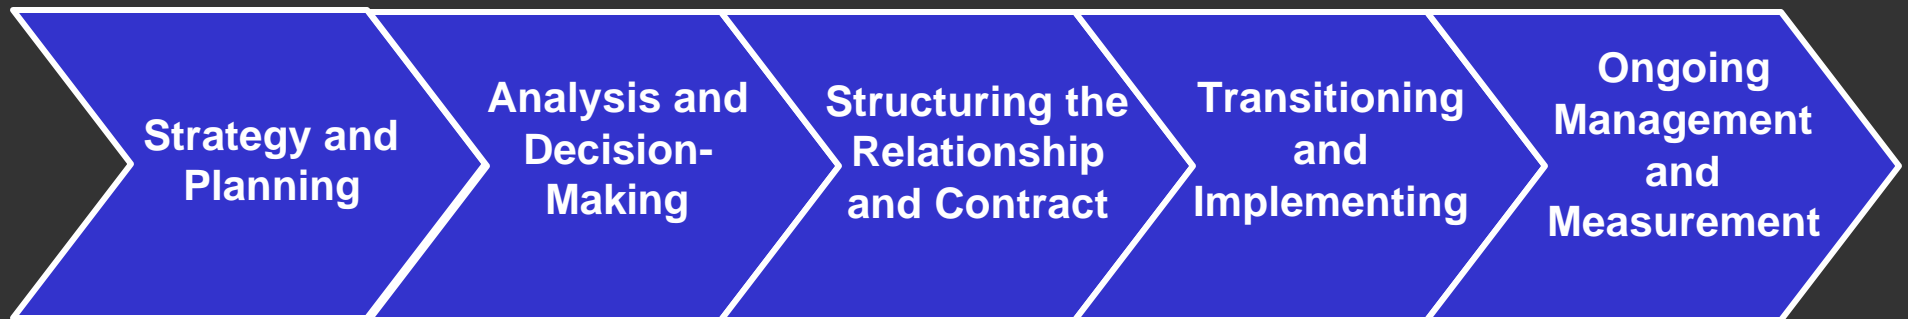 Strategy and
Planning
Analysis and
Decision-
Making
Structuring the
Relationship
and Contract
Transitioning
and
Implementing
Ongoing
Management
and
Measurement